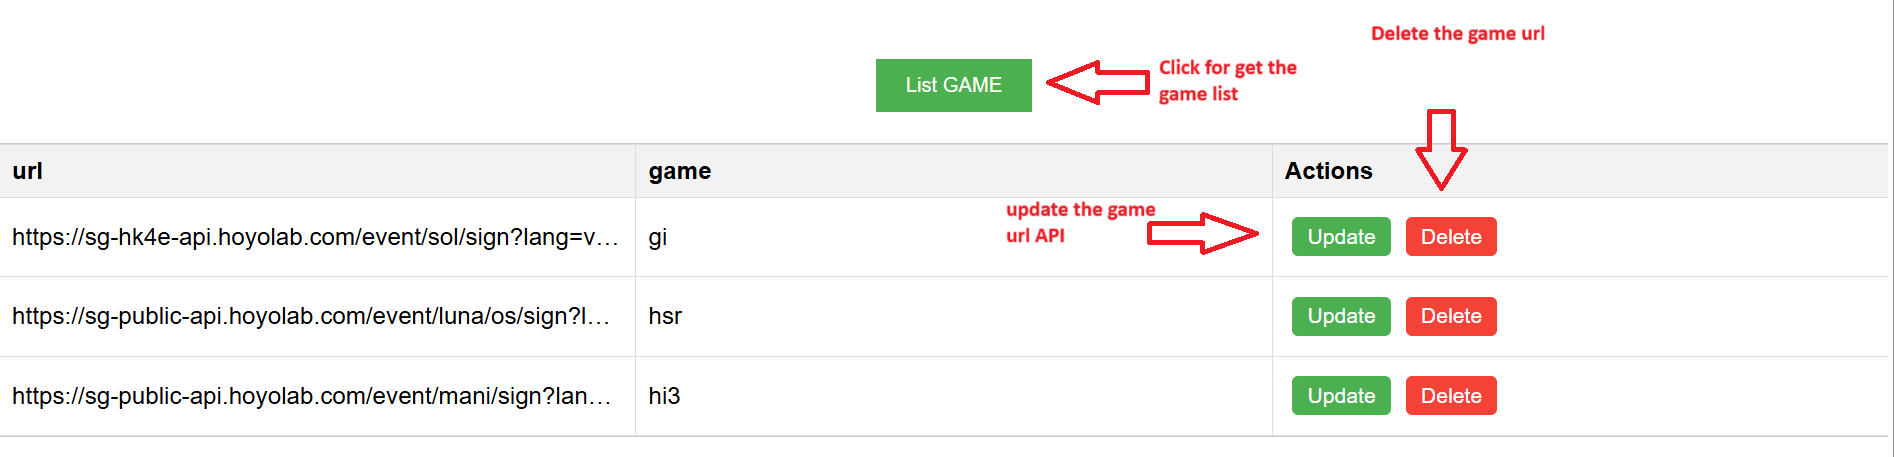 Delete the game url
List GAME
Click for get the
game list
url game Actions
update the game
url API
https://sg-hk4e-api.hoyolab.com/event/sol/sign?lang=v… gi Update Delete
https://sg-public-api.hoyolab.com/event/luna/os/sign?l… hsr Update Delete
https://sg-public-api.hoyolab.com/event/mani/sign?lan… hi3 Update Delete